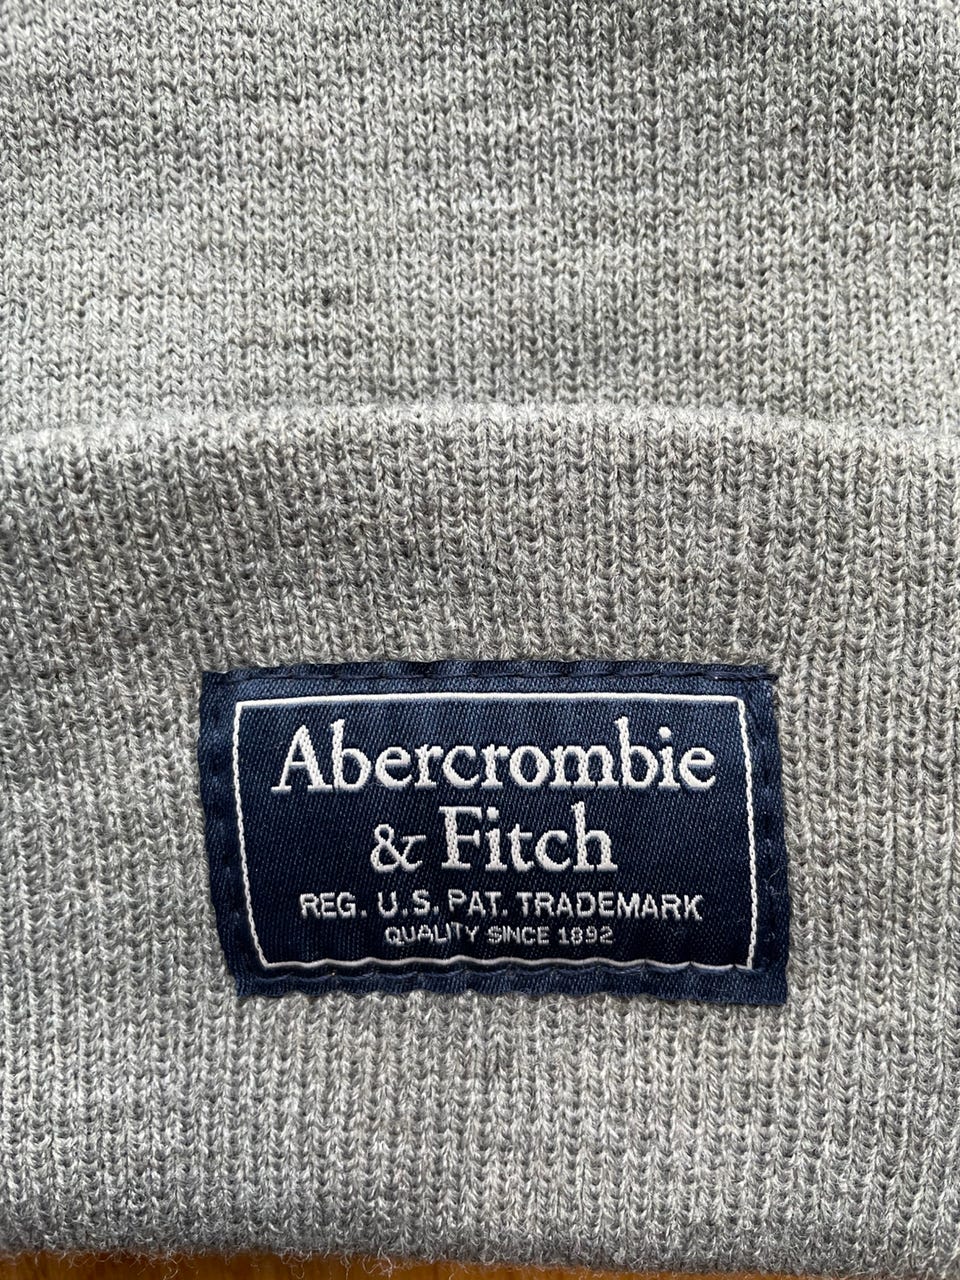 Abercrombie
& Fitch
REG. U.S. PAT. TRADEMARK
QUALITY SINCE 1892